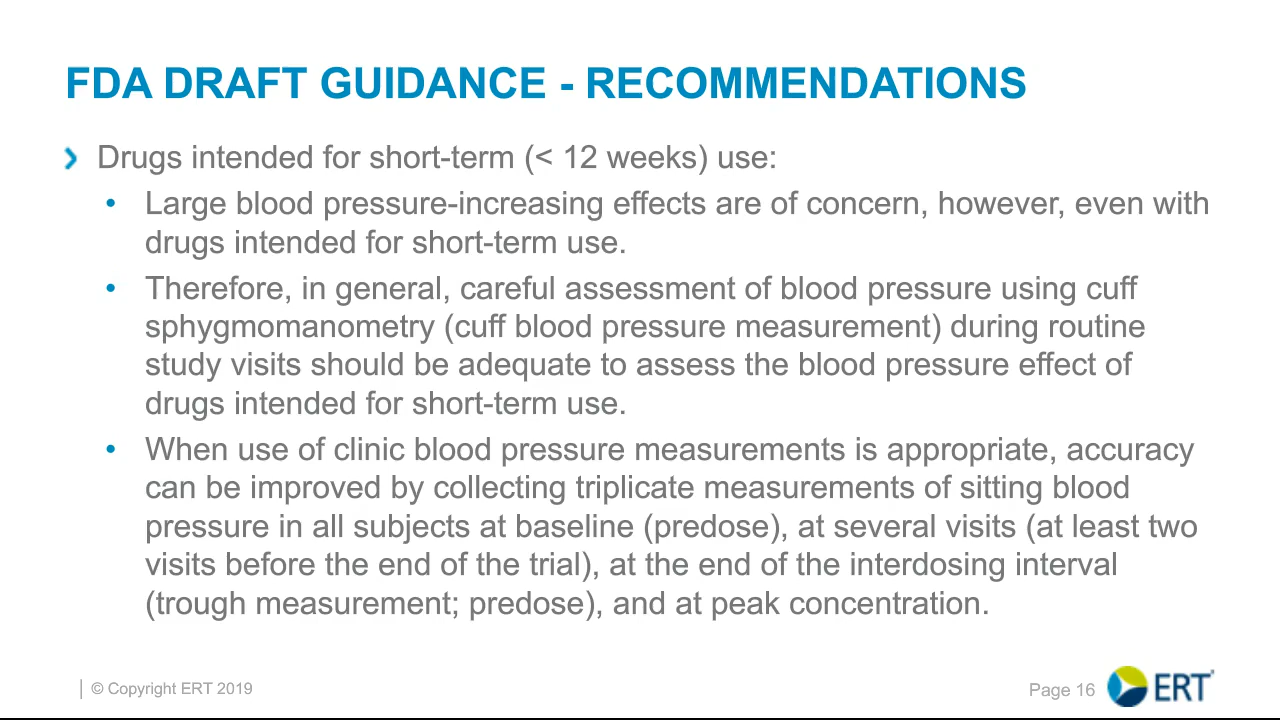 FDA DRAFT GUIDANCE - RECOMMENDATIONS
Drugs intended for short-term (< 12 weeks) use:
• Large blood pressure-increasing effects are of concern, however, even with
drugs intended for short-term use.
• Therefore, in general, careful assessment of blood pressure using cuff
sphygmomanometry (cuff blood pressure measurement) during routine
study visits should be adequate to assess the blood pressure effect of
drugs intended for short-term use.
• When use of clinic blood pressure measurements is appropriate, accuracy
can be improved by collecting triplicate measurements of sitting blood
pressure in all subjects at baseline (predose), at several visits (at least two
visits before the end of the trial), at the end of the interdosing interval
(trough measurement; predose), and at peak concentration.
© Copyright ERT 2019
Page 16
ERT